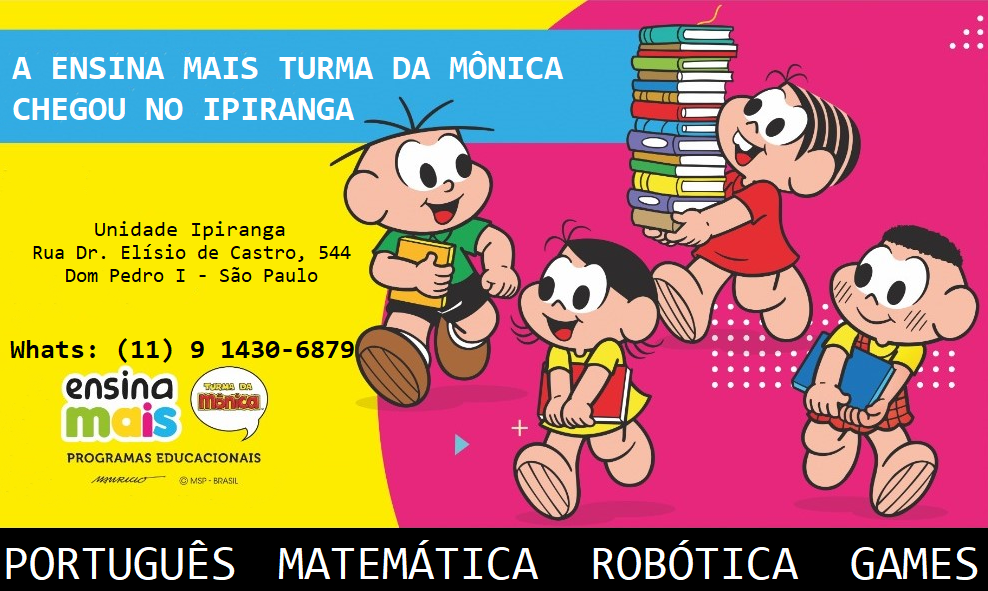 A ENSINA MAIS TURMA DA MÔNICA
CHEGOU NO IPIRANGA
Unidade Ipiranga
Rua Dr. Elísio de Castro, 544
Dom Pedro I - São Paulo
Whats: (11) 9 1430-6879
ensina
mais
TURMA DA
Mônica
PROGRAMAS EDUCACIONAIS
MAURICIO
© MSP - BRASIL
PORTUGUÊS MATEMÁTICA ROBÓTICA GAMES